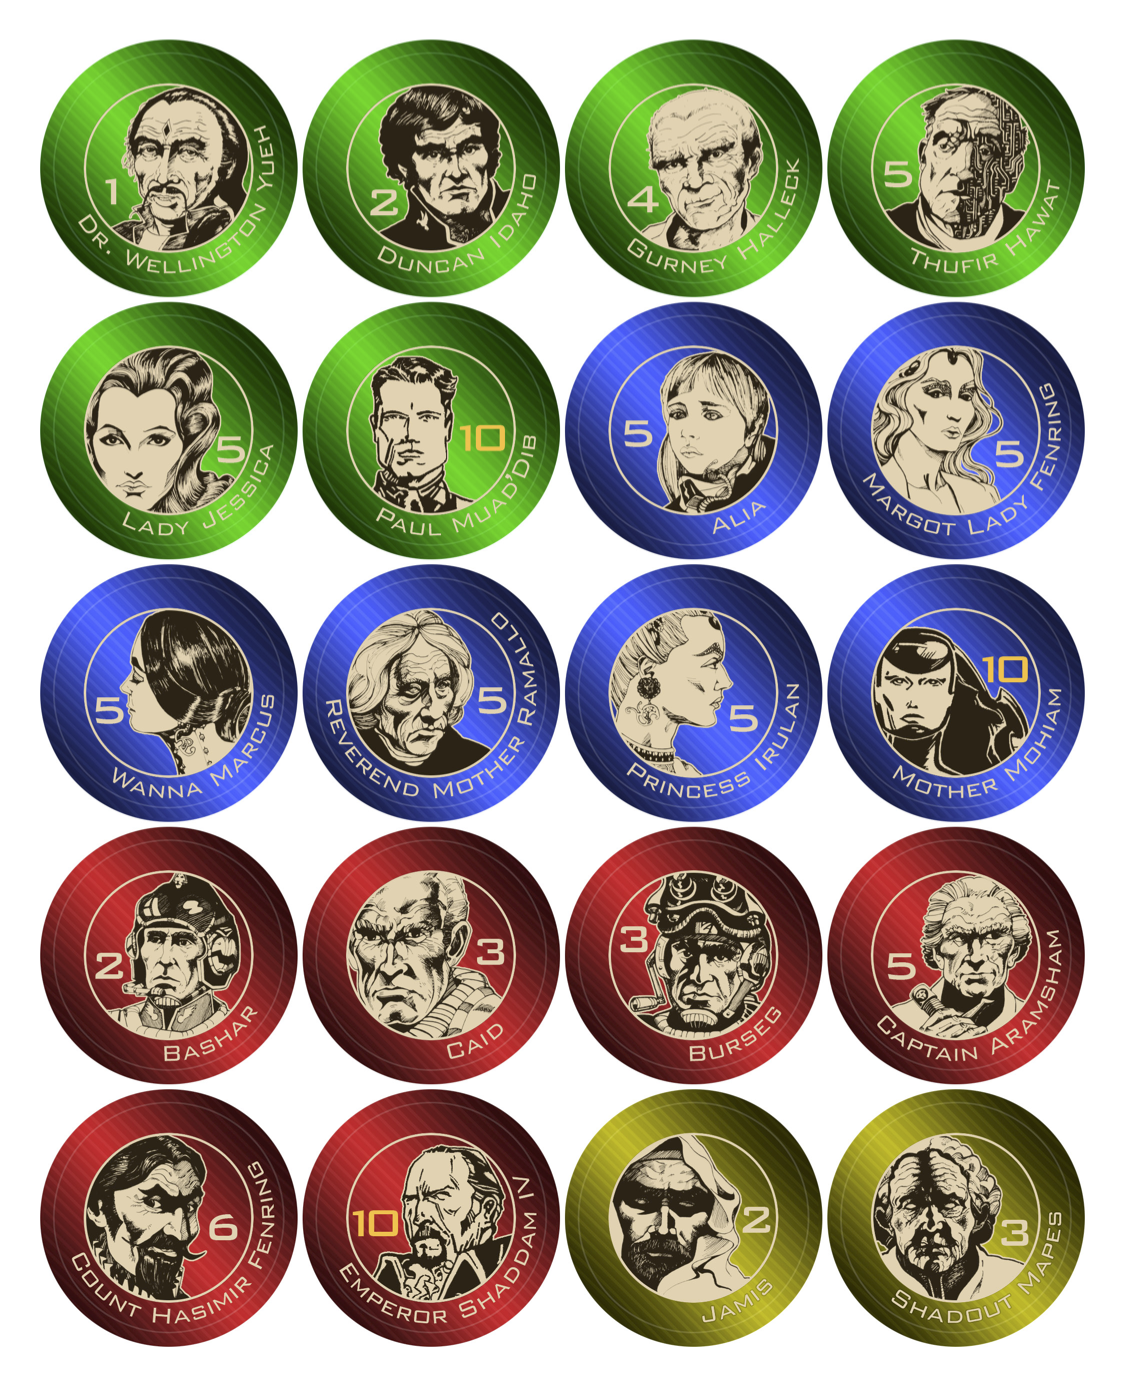 1
Dr. Wellington Yueh
2
Duncan Idaho
4
Gurney Halleck
5
Thufir Hawat
5
Lady Jessica
10
Paul Muad'Dib
5
Alia
5
Margot Lady Fenring
5
Wanna Marcus
5
Reverend Mother Ramallo
5
Princess Irulan
10
Mother Mohiam
2
Bashar
3
Caid
3
Burseg
5
Captain Aramsham
6
Count Hasimir Fenring
10
Emperor Shaddam IV
2
Jamis
3
Shadout Mapes